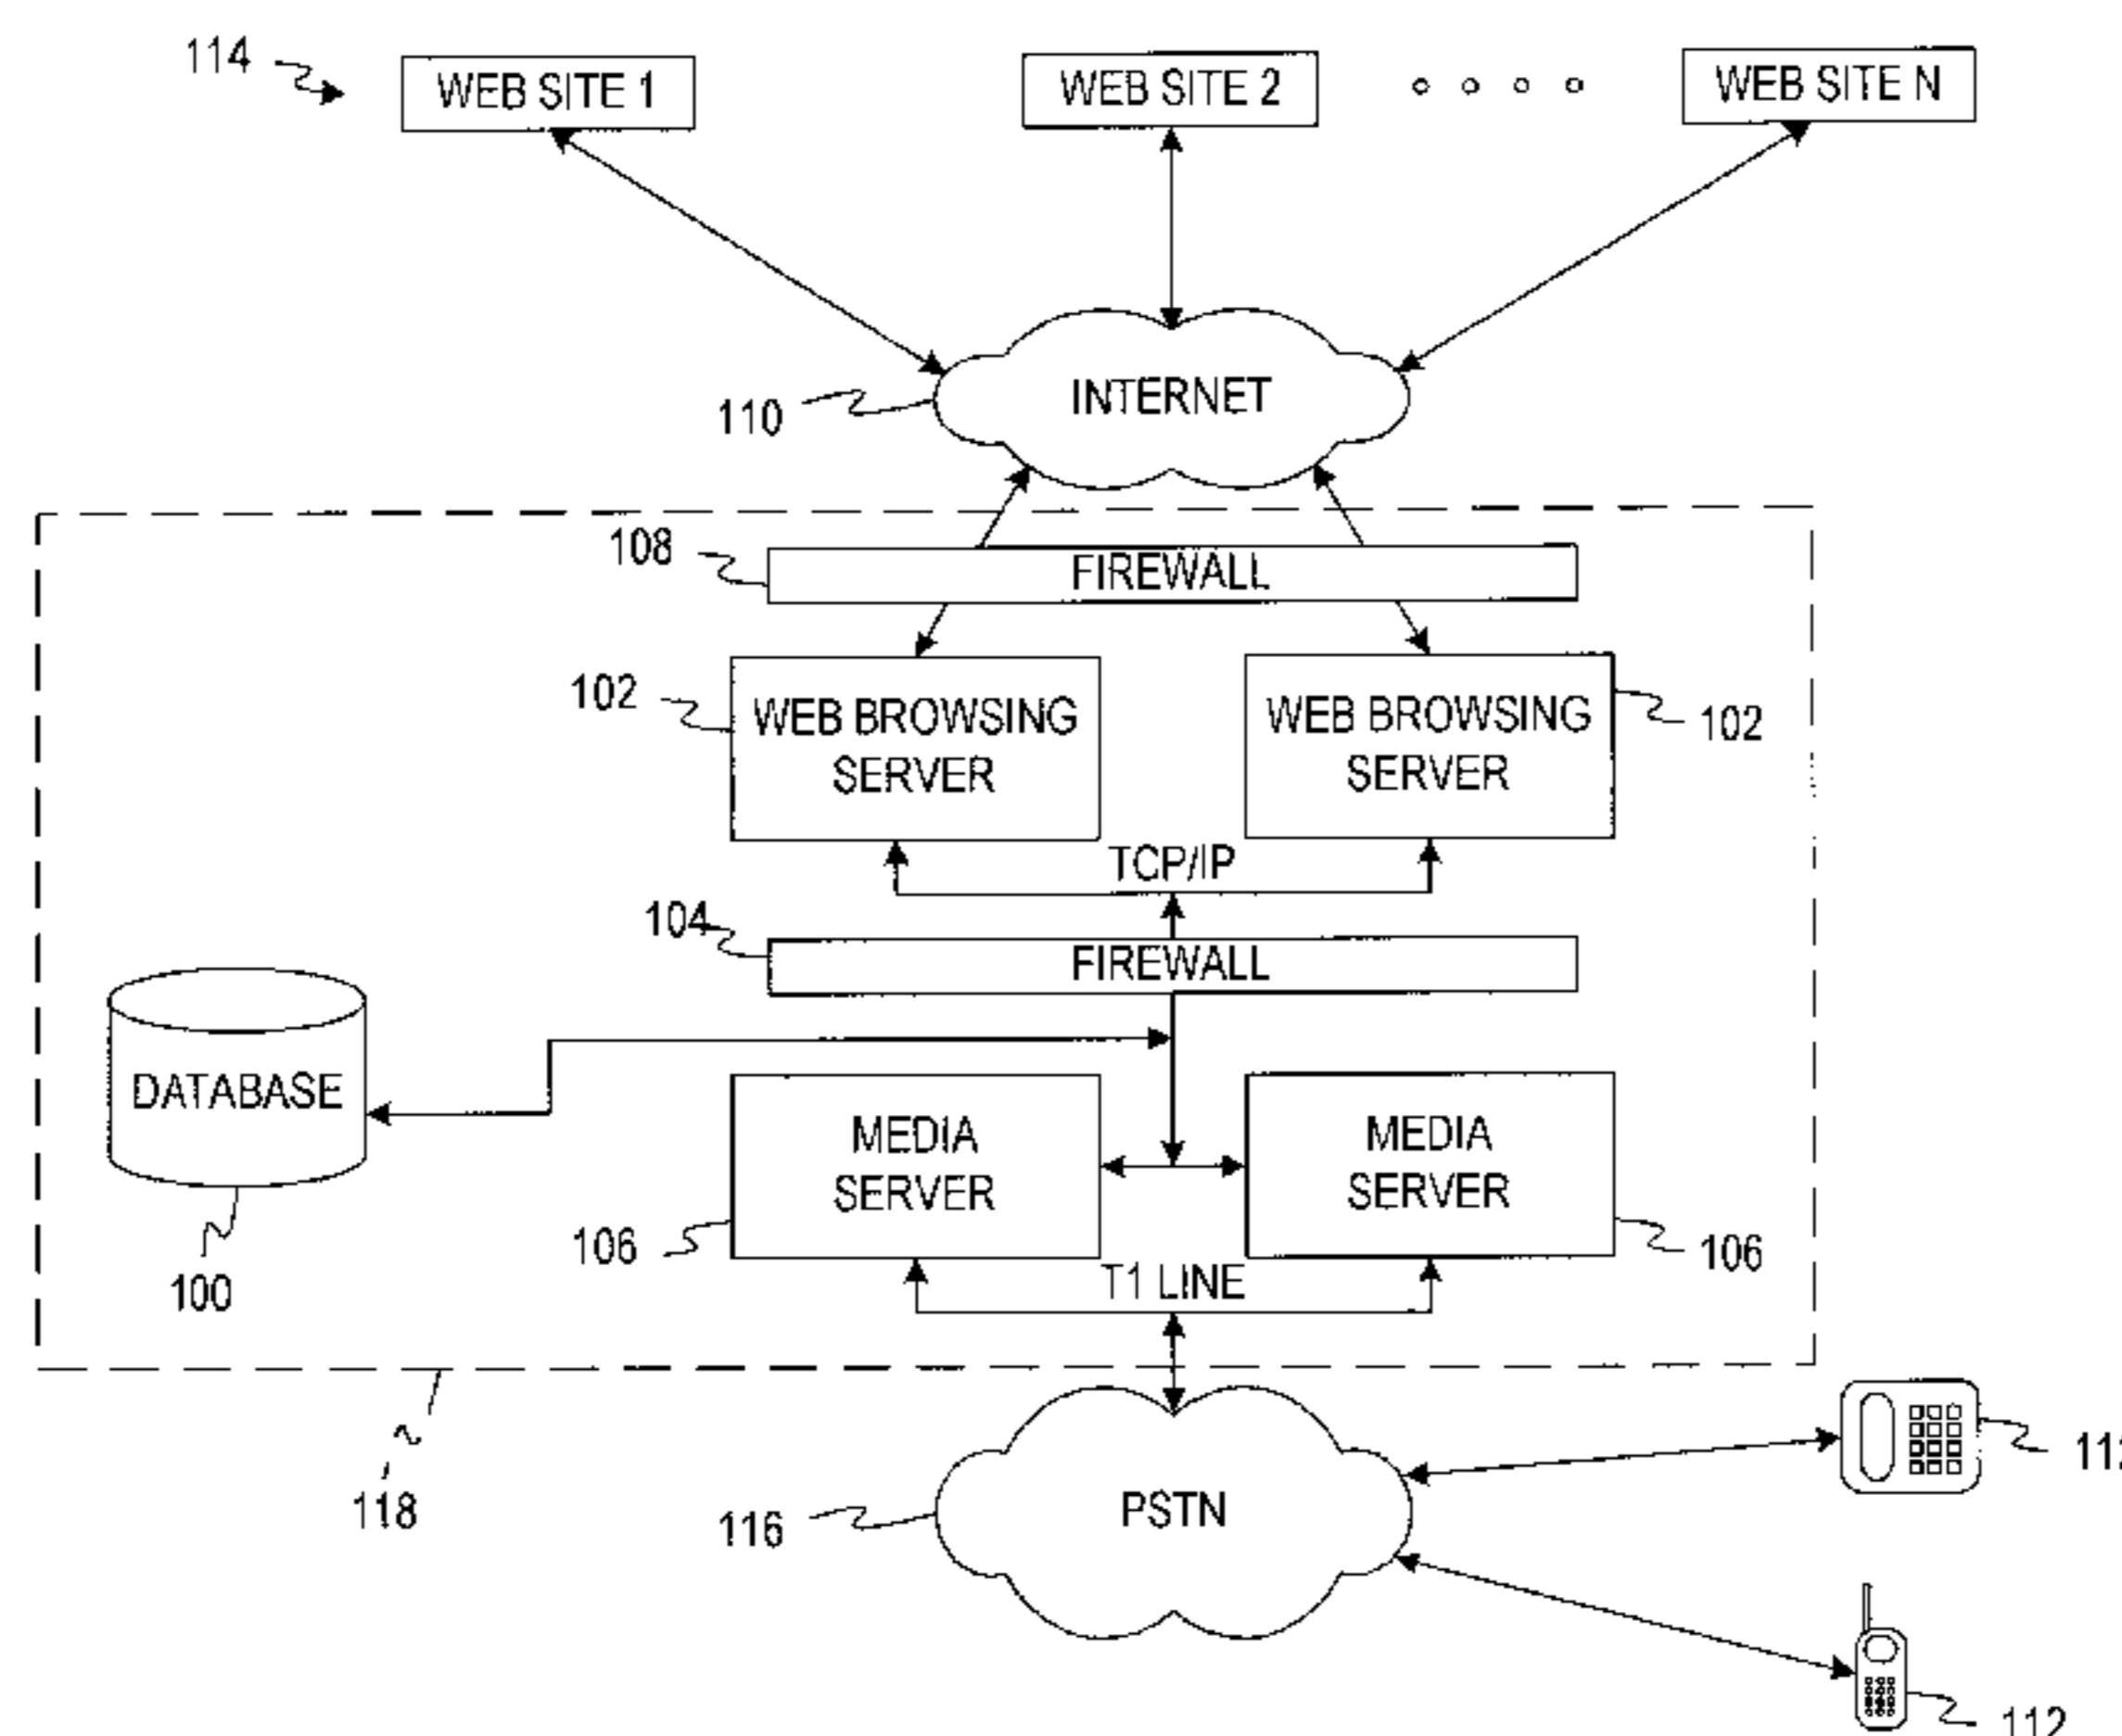 114
WEB SITE 1
WEB SITE 2
WEB SITE N
110
INTERNET
108
FIREWALL
102
WEB BROWSING
SERVER
WEB BROWSING
SERVER
102
TCP/IP
104
FIREWALL
DATABASE
100
MEDIA
SERVER
MEDIA
SERVER
106
106
T1 LINE
118
116
PSTN
112